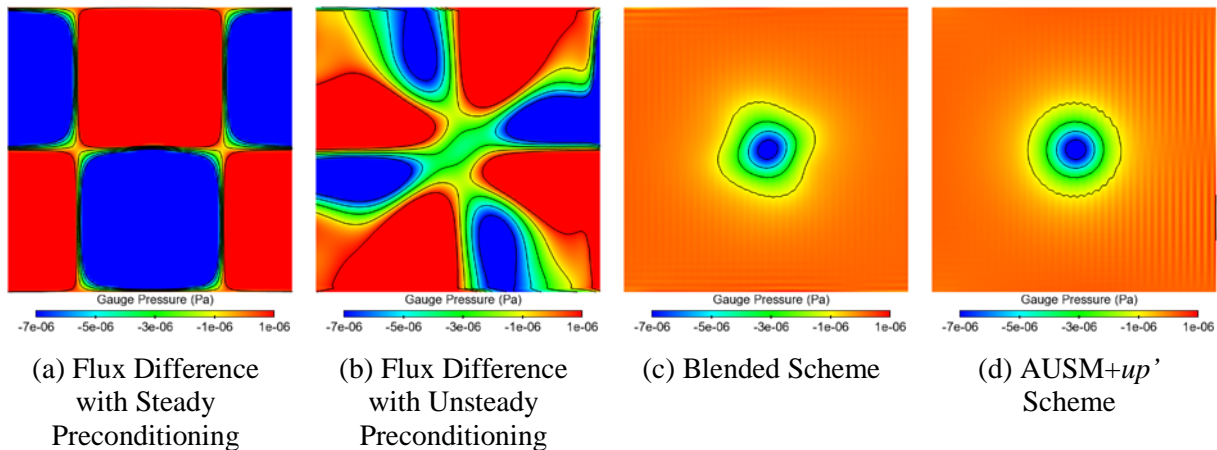 Gauge Pressure (Pa)
-7e-06 -5e-06 -3e-06 -1e-06 1e-06
Gauge Pressure (Pa)
-7e-06 -5e-06 -3e-06 -1e-06 1e-06
Gauge Pressure (Pa)
-7e-06 -5e-06 -3e-06 -1e-06 1e-06
Gauge Pressure (Pa)
-7e-06 -5e-06 -3e-06 -1e-06 1e-06
(a) Flux Difference
with Steady
Preconditioning
(b) Flux Difference
with Unsteady
Preconditioning
(c) Blended Scheme
(d) AUSM+up’
Scheme